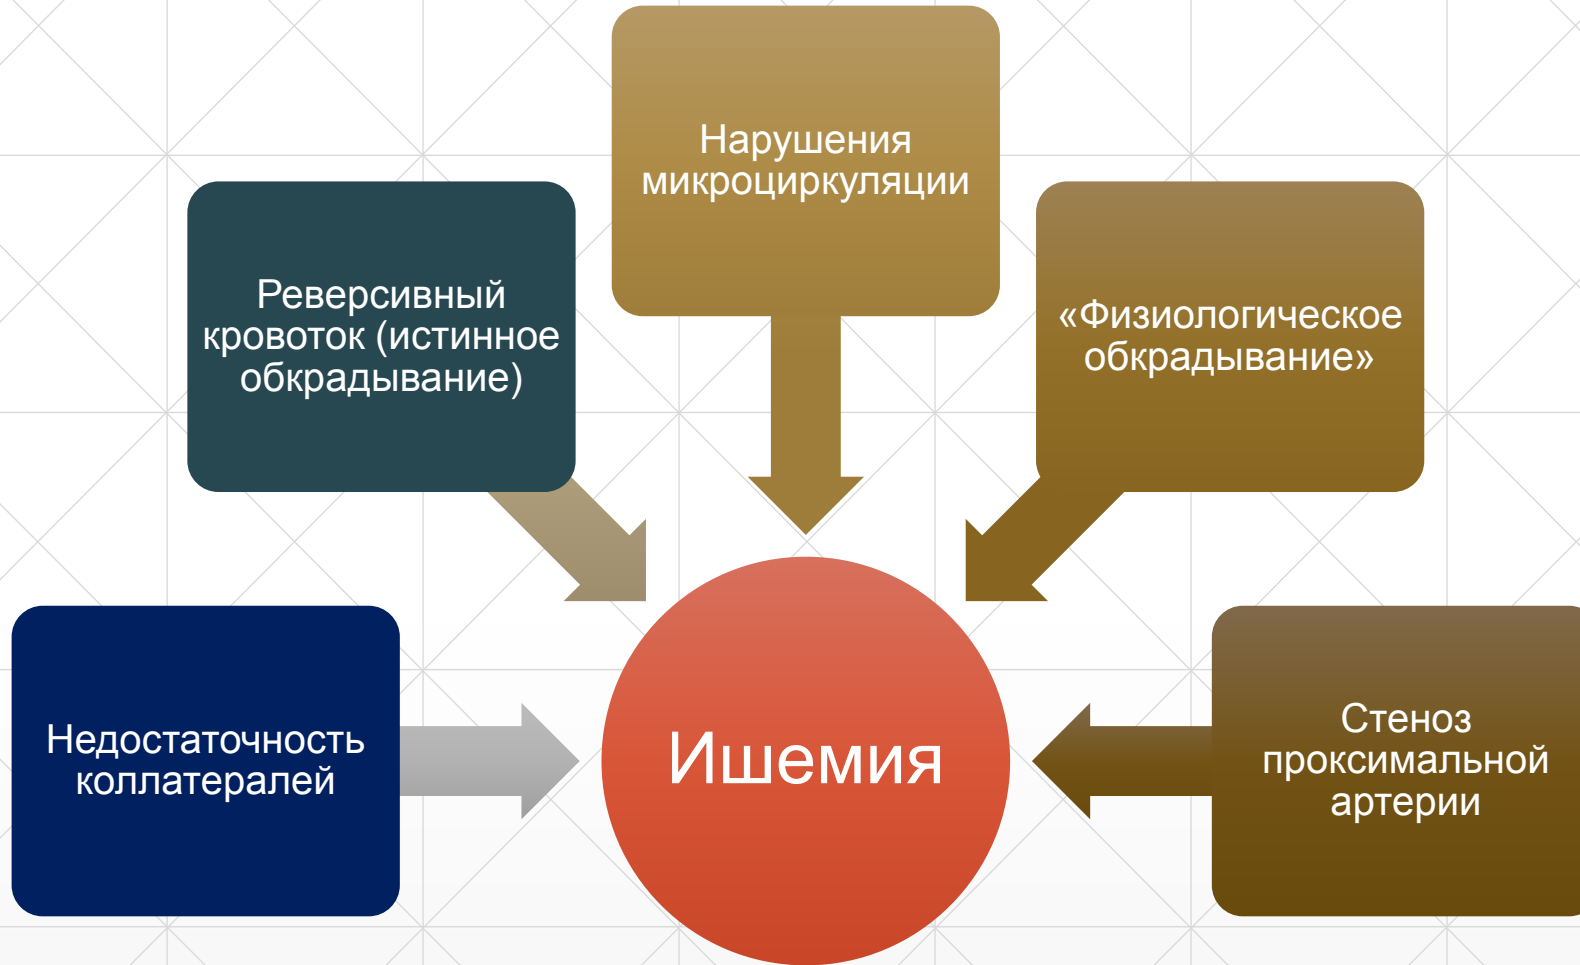 Нарушения
микроциркуляции
Реверсивный
кровоток (истинное
обкрадывание)
«Физиологическое
обкрадывание»
Недостаточность
коллатералей
Ишемия
Стеноз
проксимальной
артерии